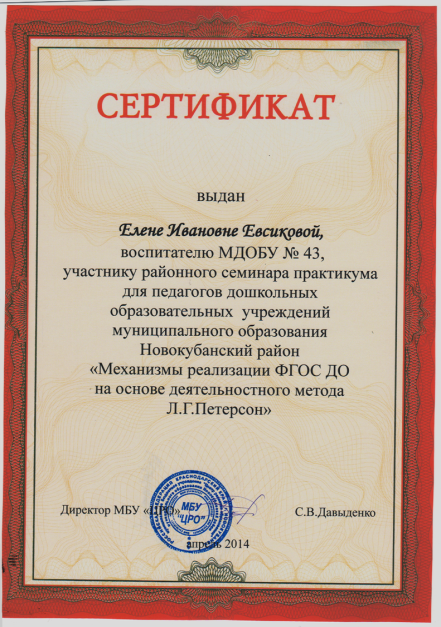 СЕРТИФИКАТ
выдан
Елене Ивановне Евсиковой,
воспитателю МДОБУ № 43,
участнику районного семинара практикума
для педагогов дошкольных
образовательных учреждений
муниципального образования
Новокубанский район
«Механизмы реализации ФГОС ДО
на основе деятельностного метода
Л.Г.Петерсон»
Директор МБУ «ЦРО»
МБУ
"ЦРО"
С.В.Давыденко
апрель 2014